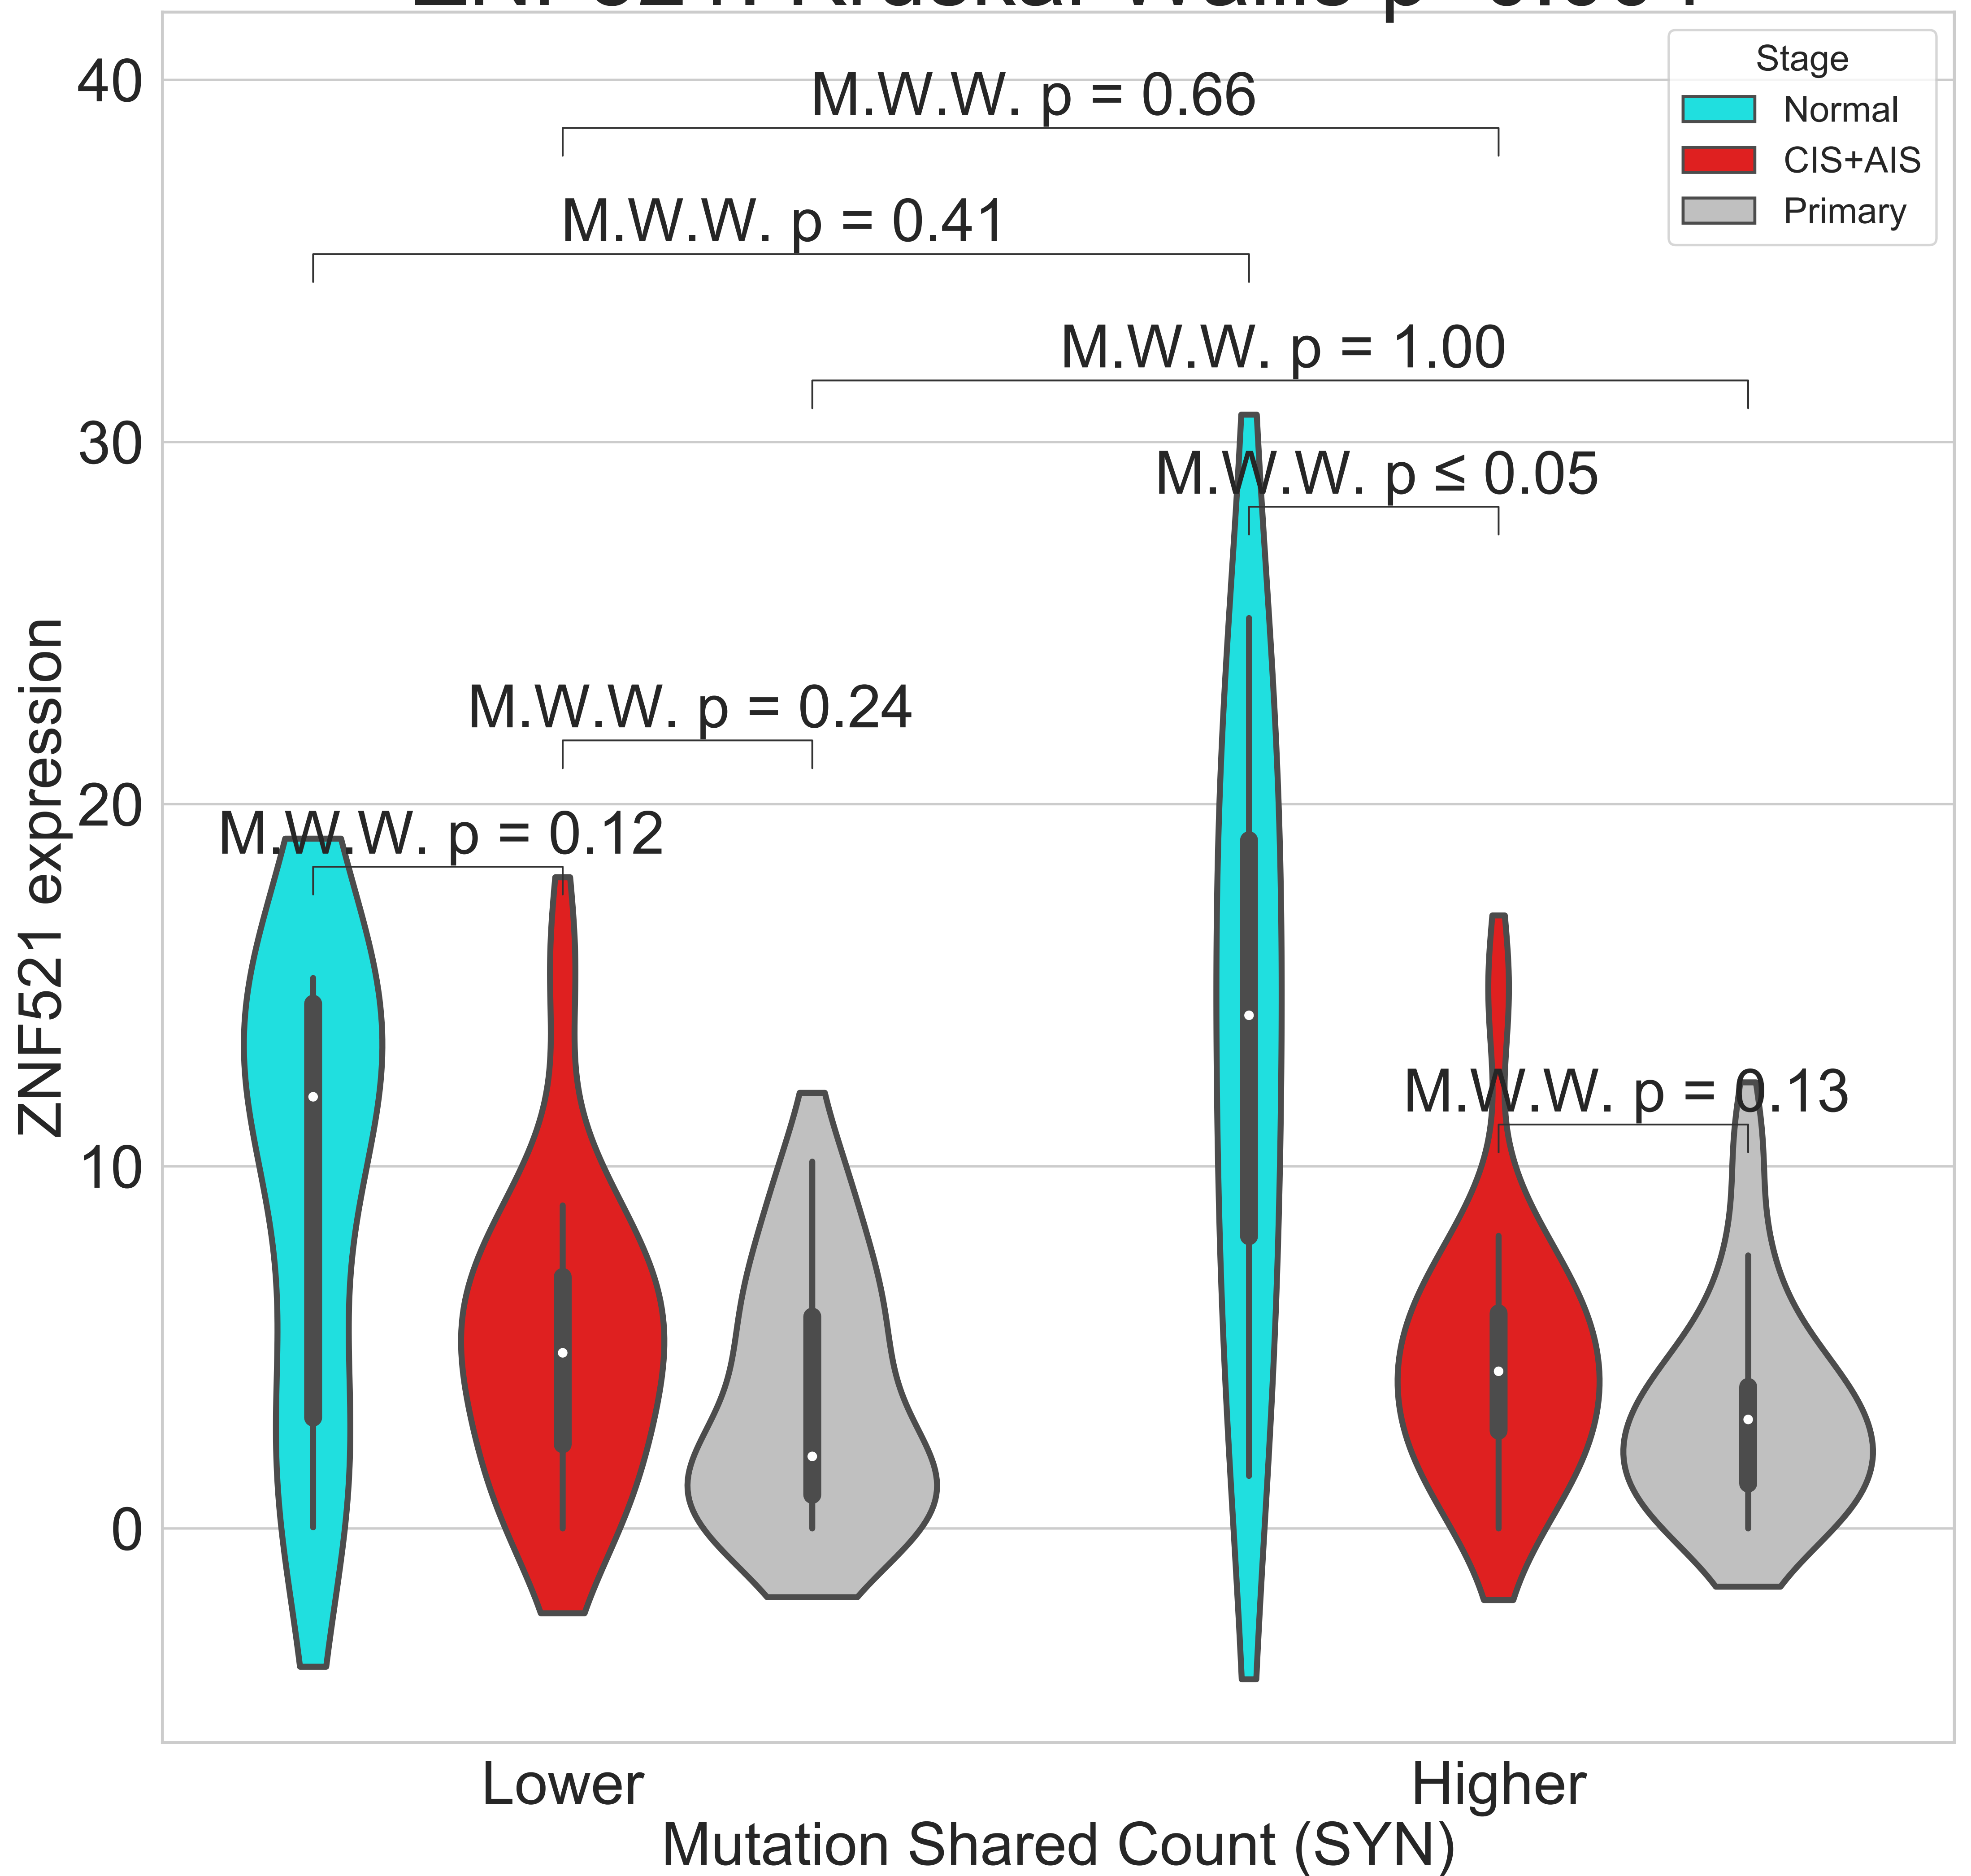 40
30
20
10
0
ZNF521 expression
Stage
Normal
CIS+AIS
Primary
M.W.W. p = 0.66
M.W.W. p = 0.41
M.W.W. p = 1.00
M.W.W. p ≤ 0.05
M.W.W. p = 0.24
M.W.W. p = 0.12
M.W.W. p = 0.13
Lower
Higher
Mutation Shared Count (SYN)